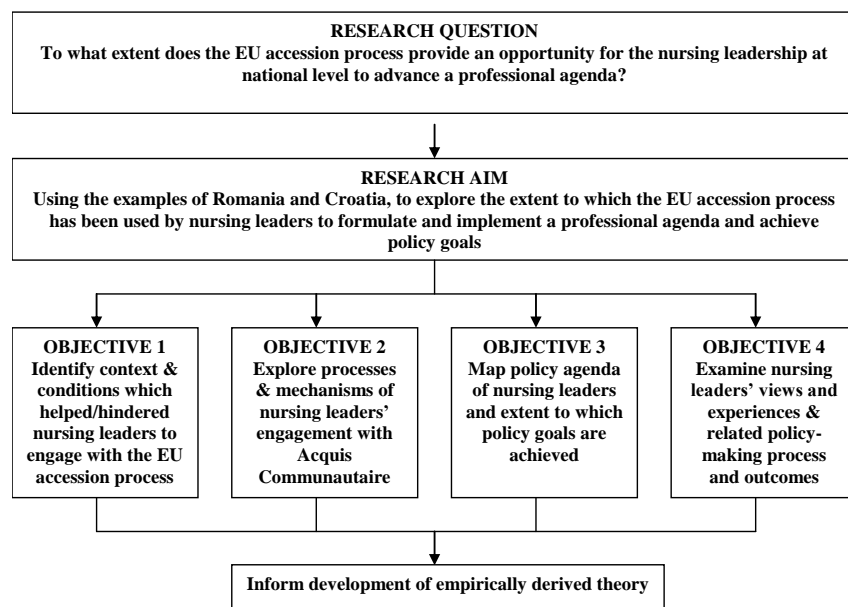 RESEARCH QUESTION
To what extent does the EU accession process provide an opportunity for the nursing leadership at
national level to advance a professional agenda?
RESEARCH AIM
Using the examples of Romania and Croatia, to explore the extent to which the EU accession process
has been used by nursing leaders to formulate and implement a professional agenda and achieve
policy goals
OBJECTIVE 1
Identify context &
conditions which
helped/hindered
nursing leaders to
engage with the EU
accession process
OBJECTIVE 2
Explore processes
& mechanisms of
nursing leaders’
engagement with
Acquis
Communautaire
OBJECTIVE 3
Map policy agenda
of nursing leaders
and extent to which
policy goals are
achieved
OBJECTIVE 4
Examine nursing
leaders’ views and
experiences &
related policy-
making process
and outcomes
Inform development of empirically derived theory